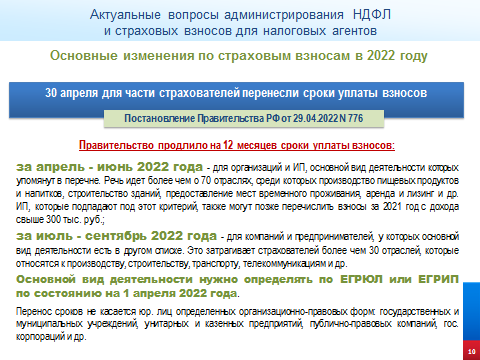 Актуальные вопросы администрирования НДФЛ
и страховых взносов для налоговых агентов
Основные изменения по страховым взносам в 2022 году
30 апреля для части страхователей перенесли сроки уплаты взносов
Постановление Правительства РФ от 29.04.2022 N 776
Правительство продлило на 12 месяцев сроки уплаты взносов:
за апрель - июнь 2022 года - для организаций и ИП, основной вид деятельности которых
упомянут в перечне. Речь идет более чем о 70 отраслях, среди которых производство пищевых продуктов
и напитков, строительство зданий, предоставление мест временного проживания, аренда и лизинг и др.
ИП, которые подпадают под этот критерий, также могут позже перечислить взносы за 2021 год с дохода
свыше 300 тыс. руб.;
за июль - сентябрь 2022 года - для компаний и предпринимателей, у которых основной
вид деятельности есть в другом списке. Это затрагивает страхователей более чем 30 отраслей, которые
относятся к производству, строительству, транспорту, телекоммуникациям и др.
Основной вид деятельности нужно определять по ЕГРЮЛ или ЕГРИП
по состоянию на 1 апреля 2022 года.
Перенос сроков не касается юр. лиц определенных организационно-правовых форм: государственных и
муниципальных учреждений, унитарных и казенных предприятий, публично-правовых компаний, гос.
корпораций и др.
10